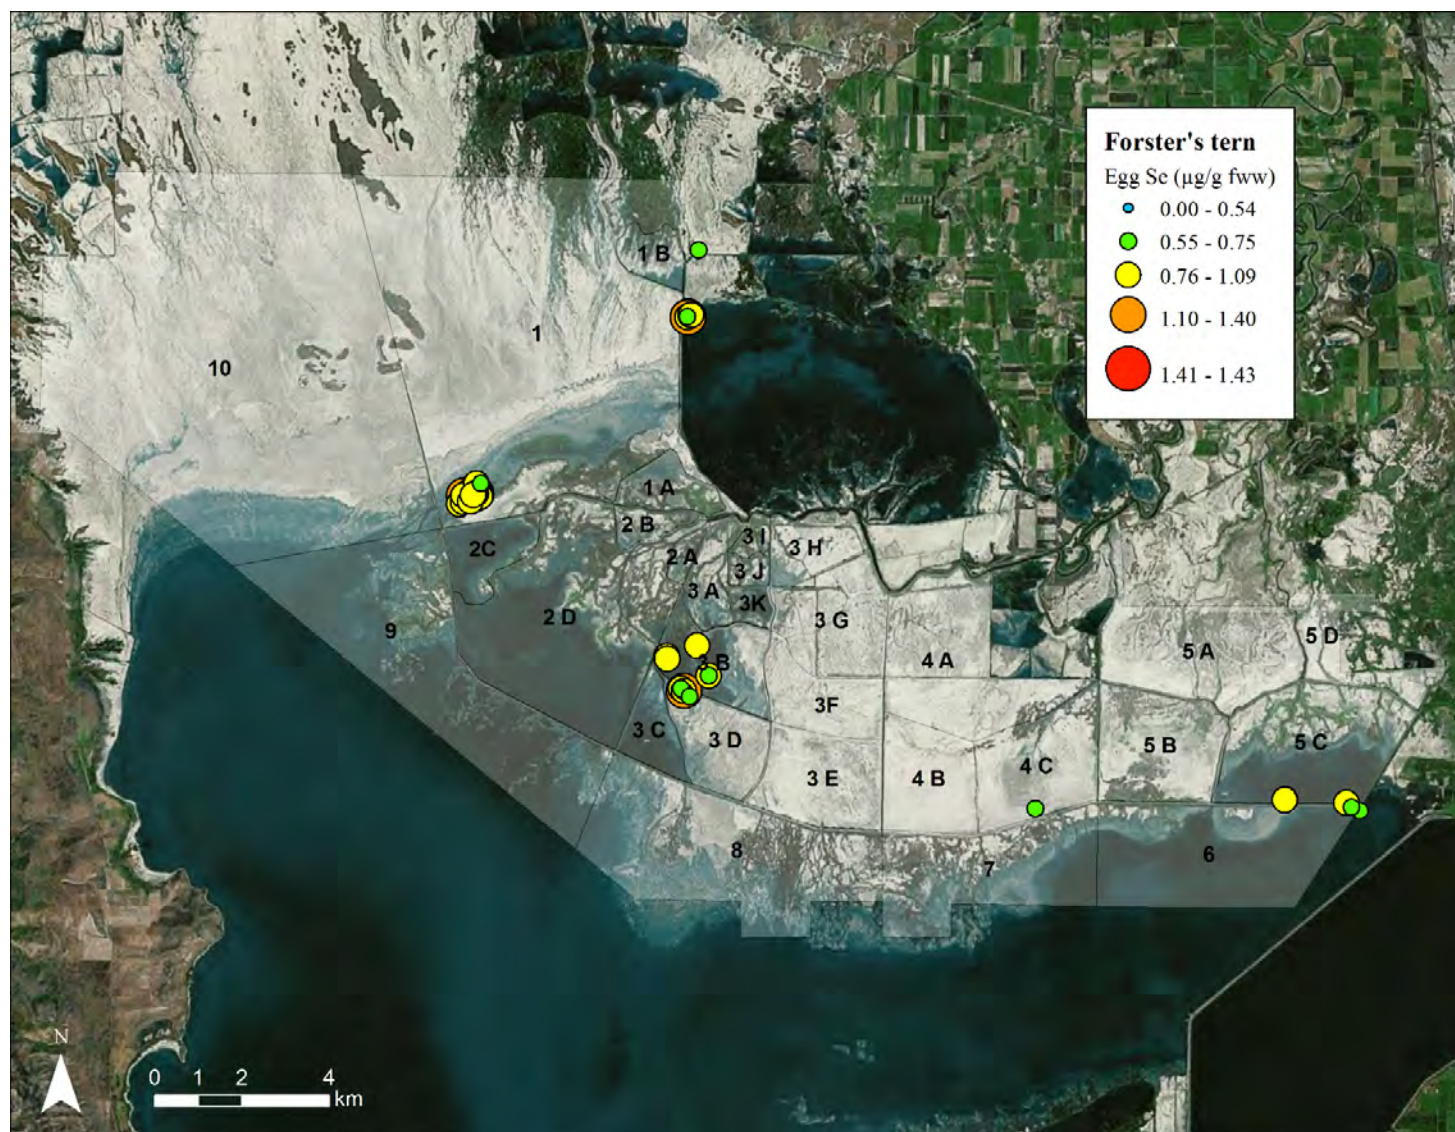 Forster's tern
Egg Se (µg/g fww)
0.00 - 0.54
0.55 - 0.75
0.76 - 1.09
1.10 - 1.40
1.41 - 1.43
1 B
1
10
1 A
2 B
3 I
3 H
2C
2 A
3 J
3 A
3K
2 D
9
3 G
5 D
5 A
3 B
4 A
3F
3 C
3 D
5 B
5 C
4 C
3 E
4 B
8
6
7
N
0 1 2 4
km